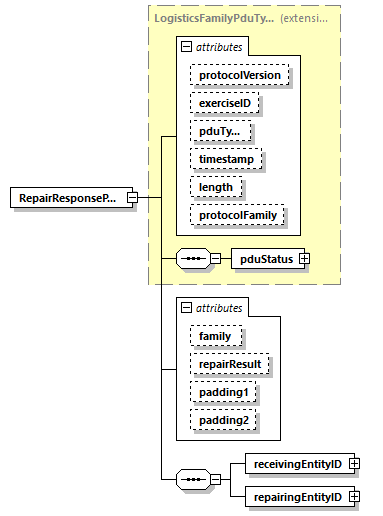 LogisticsFamilyPduTy... (extensi...
attributes
protocolVersion
exerciseID
pduTy...
timestamp
length
protocolFamily
RepairResponseP...
pduStatus
attributes
family
repairResult
padding1
padding2
receivingEntityID
repairingEntityID